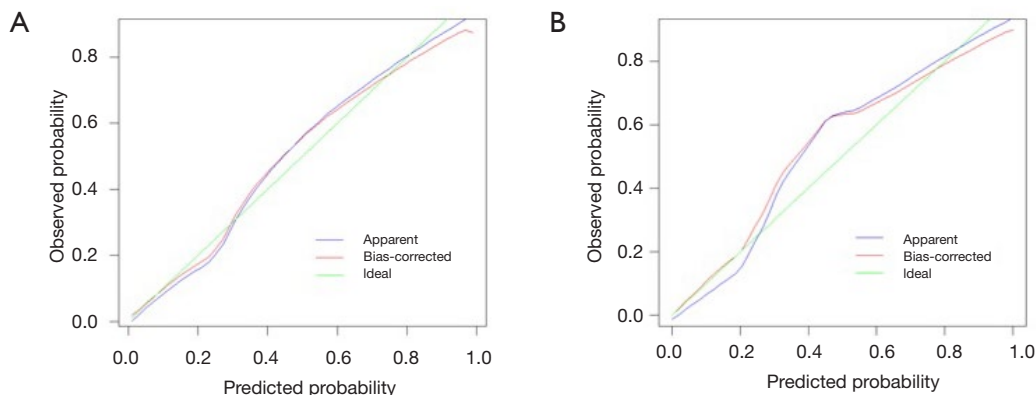 A
Observed probability
0.8
0.6
0.4
0.2
0.0
Apparent
Bias-corrected
Ideal
0.0 0.2 0.4 0.6 0.8 1.0
Predicted probability
B
Observed probability
0.8
0.6
0.4
0.2
0.0
Apparent
Bias-corrected
Ideal
0.0 0.2 0.4 0.6 0.8 1.0
Predicted probability